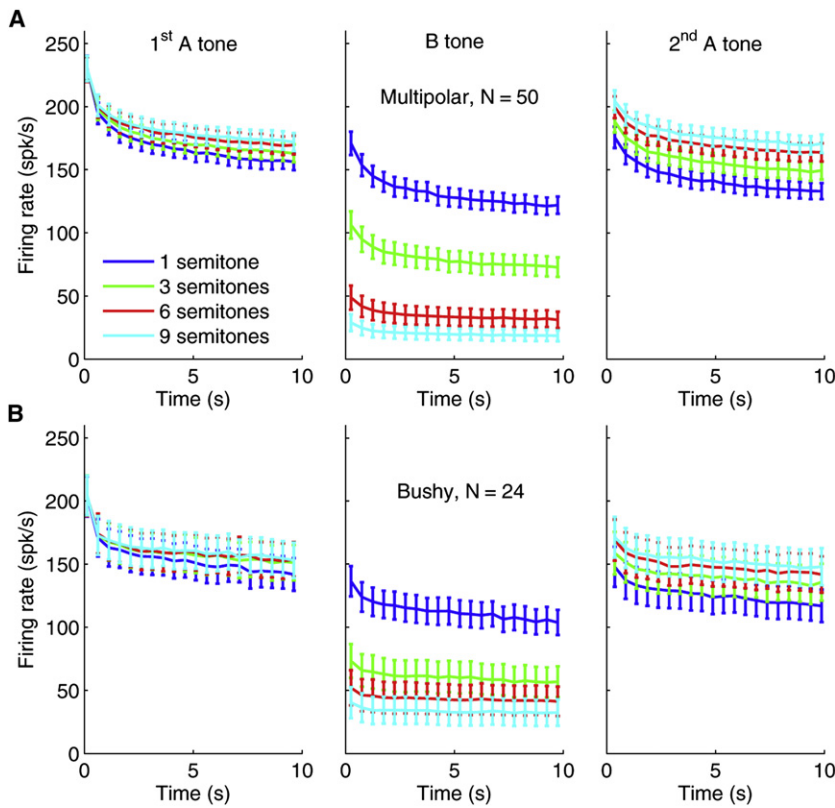 A
1st A tone
B tone
2nd A tone
Multipolar, N = 50
Firing rate (spk/s)
250
200
150
100
50
0
1 semitone
3 semitones
6 semitones
9 semitones
0 5 10
0 5 10
0 5 10
Time (s)
Time (s)
Time (s)
B
Bushy, N = 24
Firing rate (spk/s)
250
200
150
100
50
0
0 5 10
0 5 10
0 5 10
Time (s)
Time (s)
Time (s)